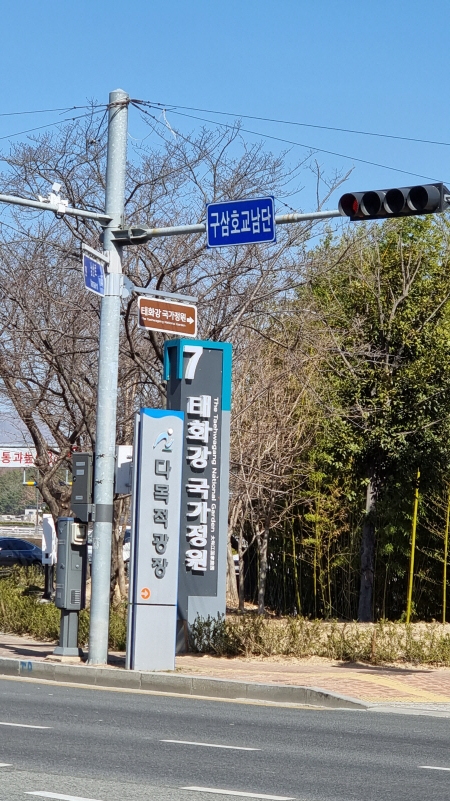 구삼호교남단
태화강 국가정원
7
태화강 국가정원
The Taehwagang National Garden
다목적광장
통과